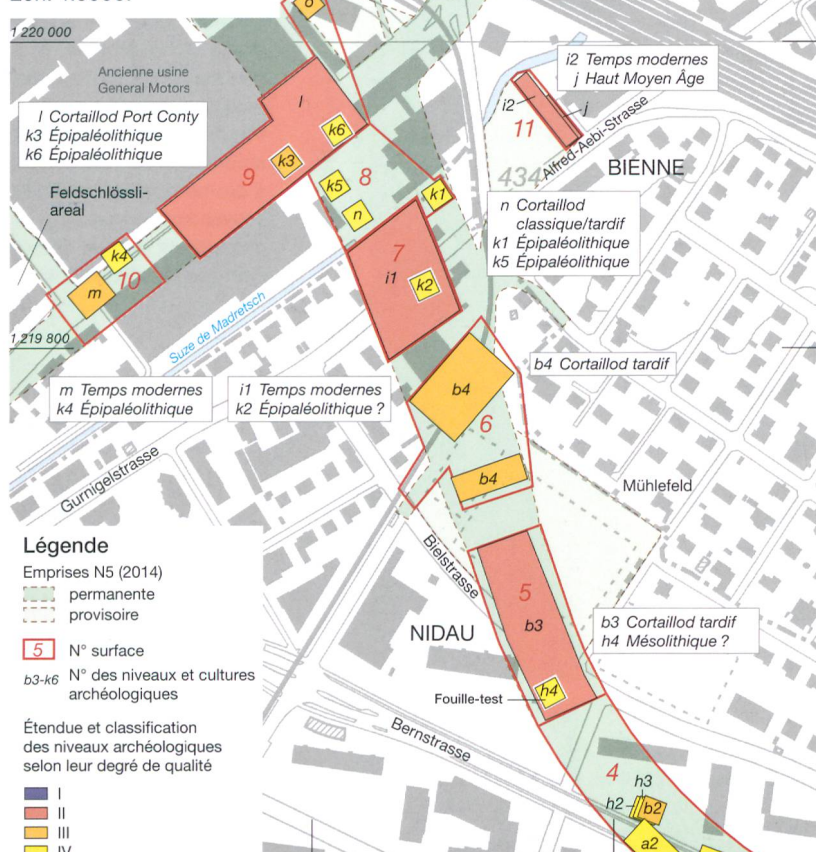 1 220 000
Ancienne usine
General Motors
l Cortaillod Port Conty
k3 Épipaléolithique
k6 Épipaléolithique
Feldschlössli-
areal
l
k6
k3
9
8
k5
n
k1
i2 Temps modernes
j Haut Moyen Âge
i2
j
11
Alfred-Aebi-Strasse
434
BIENNE
n Cortaillod
classique/tardif
k1 Épipaléolithique
k5 Épipaléolithique
k4
10
m
7
i1
k2
Suze de Madretsch
1 219 800
m Temps modernes
k4 Épipaléolithique
i1 Temps modernes
k2 Épipaléolithique ?
b4 Cortaillod tardif
b4
6
b4
Gurnigelstrasse
Mühlefeld
Bielstrasse
NIDAU
5
b3
h4
Fouille-test
b3 Cortaillod tardif
h4 Mésolithique ?
Bernstrasse
4
h3
h2
b2
a2
Légende
Emprises N5 (2014)
permanente
provisoire
5 N° surface
b3-k6 N° des niveaux et cultures
archéologiques
Étendue et classification
des niveaux archéologiques
selon leur degré de qualité
I
II
III
IV